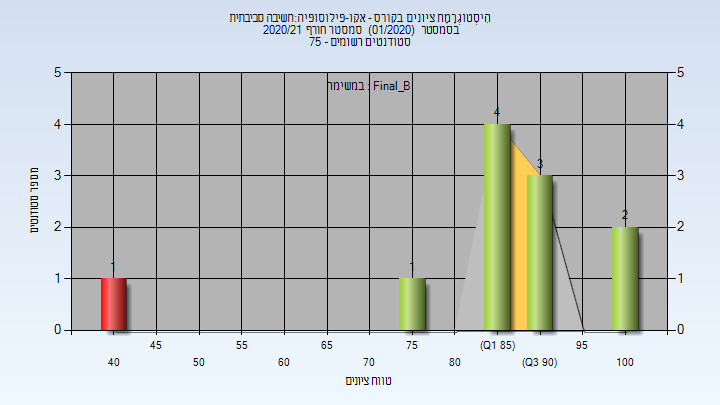 היסטוגרמת ציונים בקורס - אקו-פילוסופיה:חשיבה סביבתית
בסמסטר (01/2020) סמסטר חורף 2020/21
סטודנטים רשומים - 75
במשימה : Final_B
מספר סטודנטים
5 5
4 4
3 3
2 2
1 1
0 0
1 1 4 3 2
45 55 65 75 (Q1 85) 95
40 50 60 70 80 (Q3 90) 100
טווח ציונים